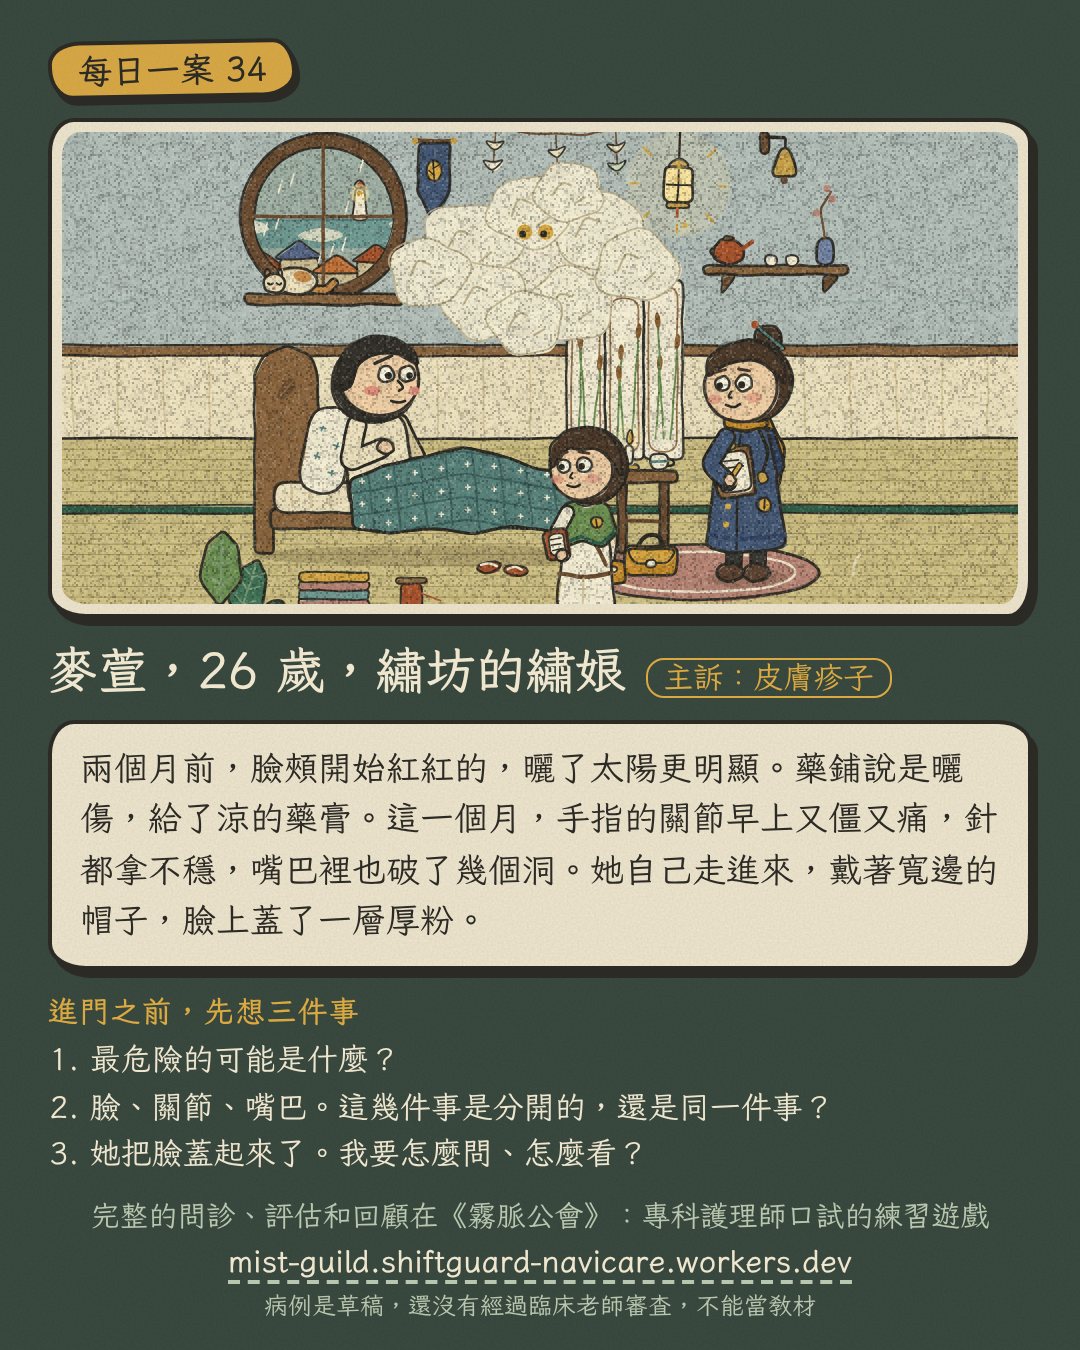 每日一案 34
麥萱，26 歲，繡坊的繡娘
主訴：皮膚疹子
兩個月前，臉頰開始紅紅的，曬了太陽更明顯。藥鋪說是曬
傷，給了涼的藥膏。這一個月，手指的關節早上又僵又痛，針
都拿不穩，嘴巴裡也破了幾個洞。她自己走進來，戴著寬邊的
帽子，臉上蓋了一層厚粉。
進門之前，先想三件事
1. 最危險的可能是什麼？
2. 臉、關節、嘴巴。這幾件事是分開的，還是同一件事？
3. 她把臉蓋起來了。我要怎麼問、怎麼看？
完整的問診、評估和回顧在《霧脈公會》：專科護理師口試的練習遊戲
mist-guild.shiftguard-navicare.workers.dev
病例是草稿，還沒有經過臨床老師審查，不能當教材